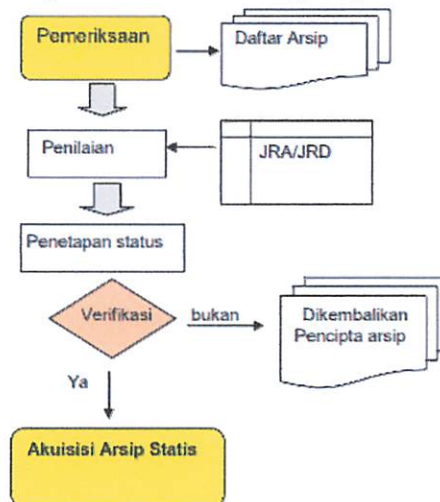 Pemeriksaan
Daftar Arsip
Penilaian
JRA/JRD
Penetapan status
Verifikasi
bukan
Dikembalikan
Pencipta arsip
Ya
Akuisisi Arsip Statis